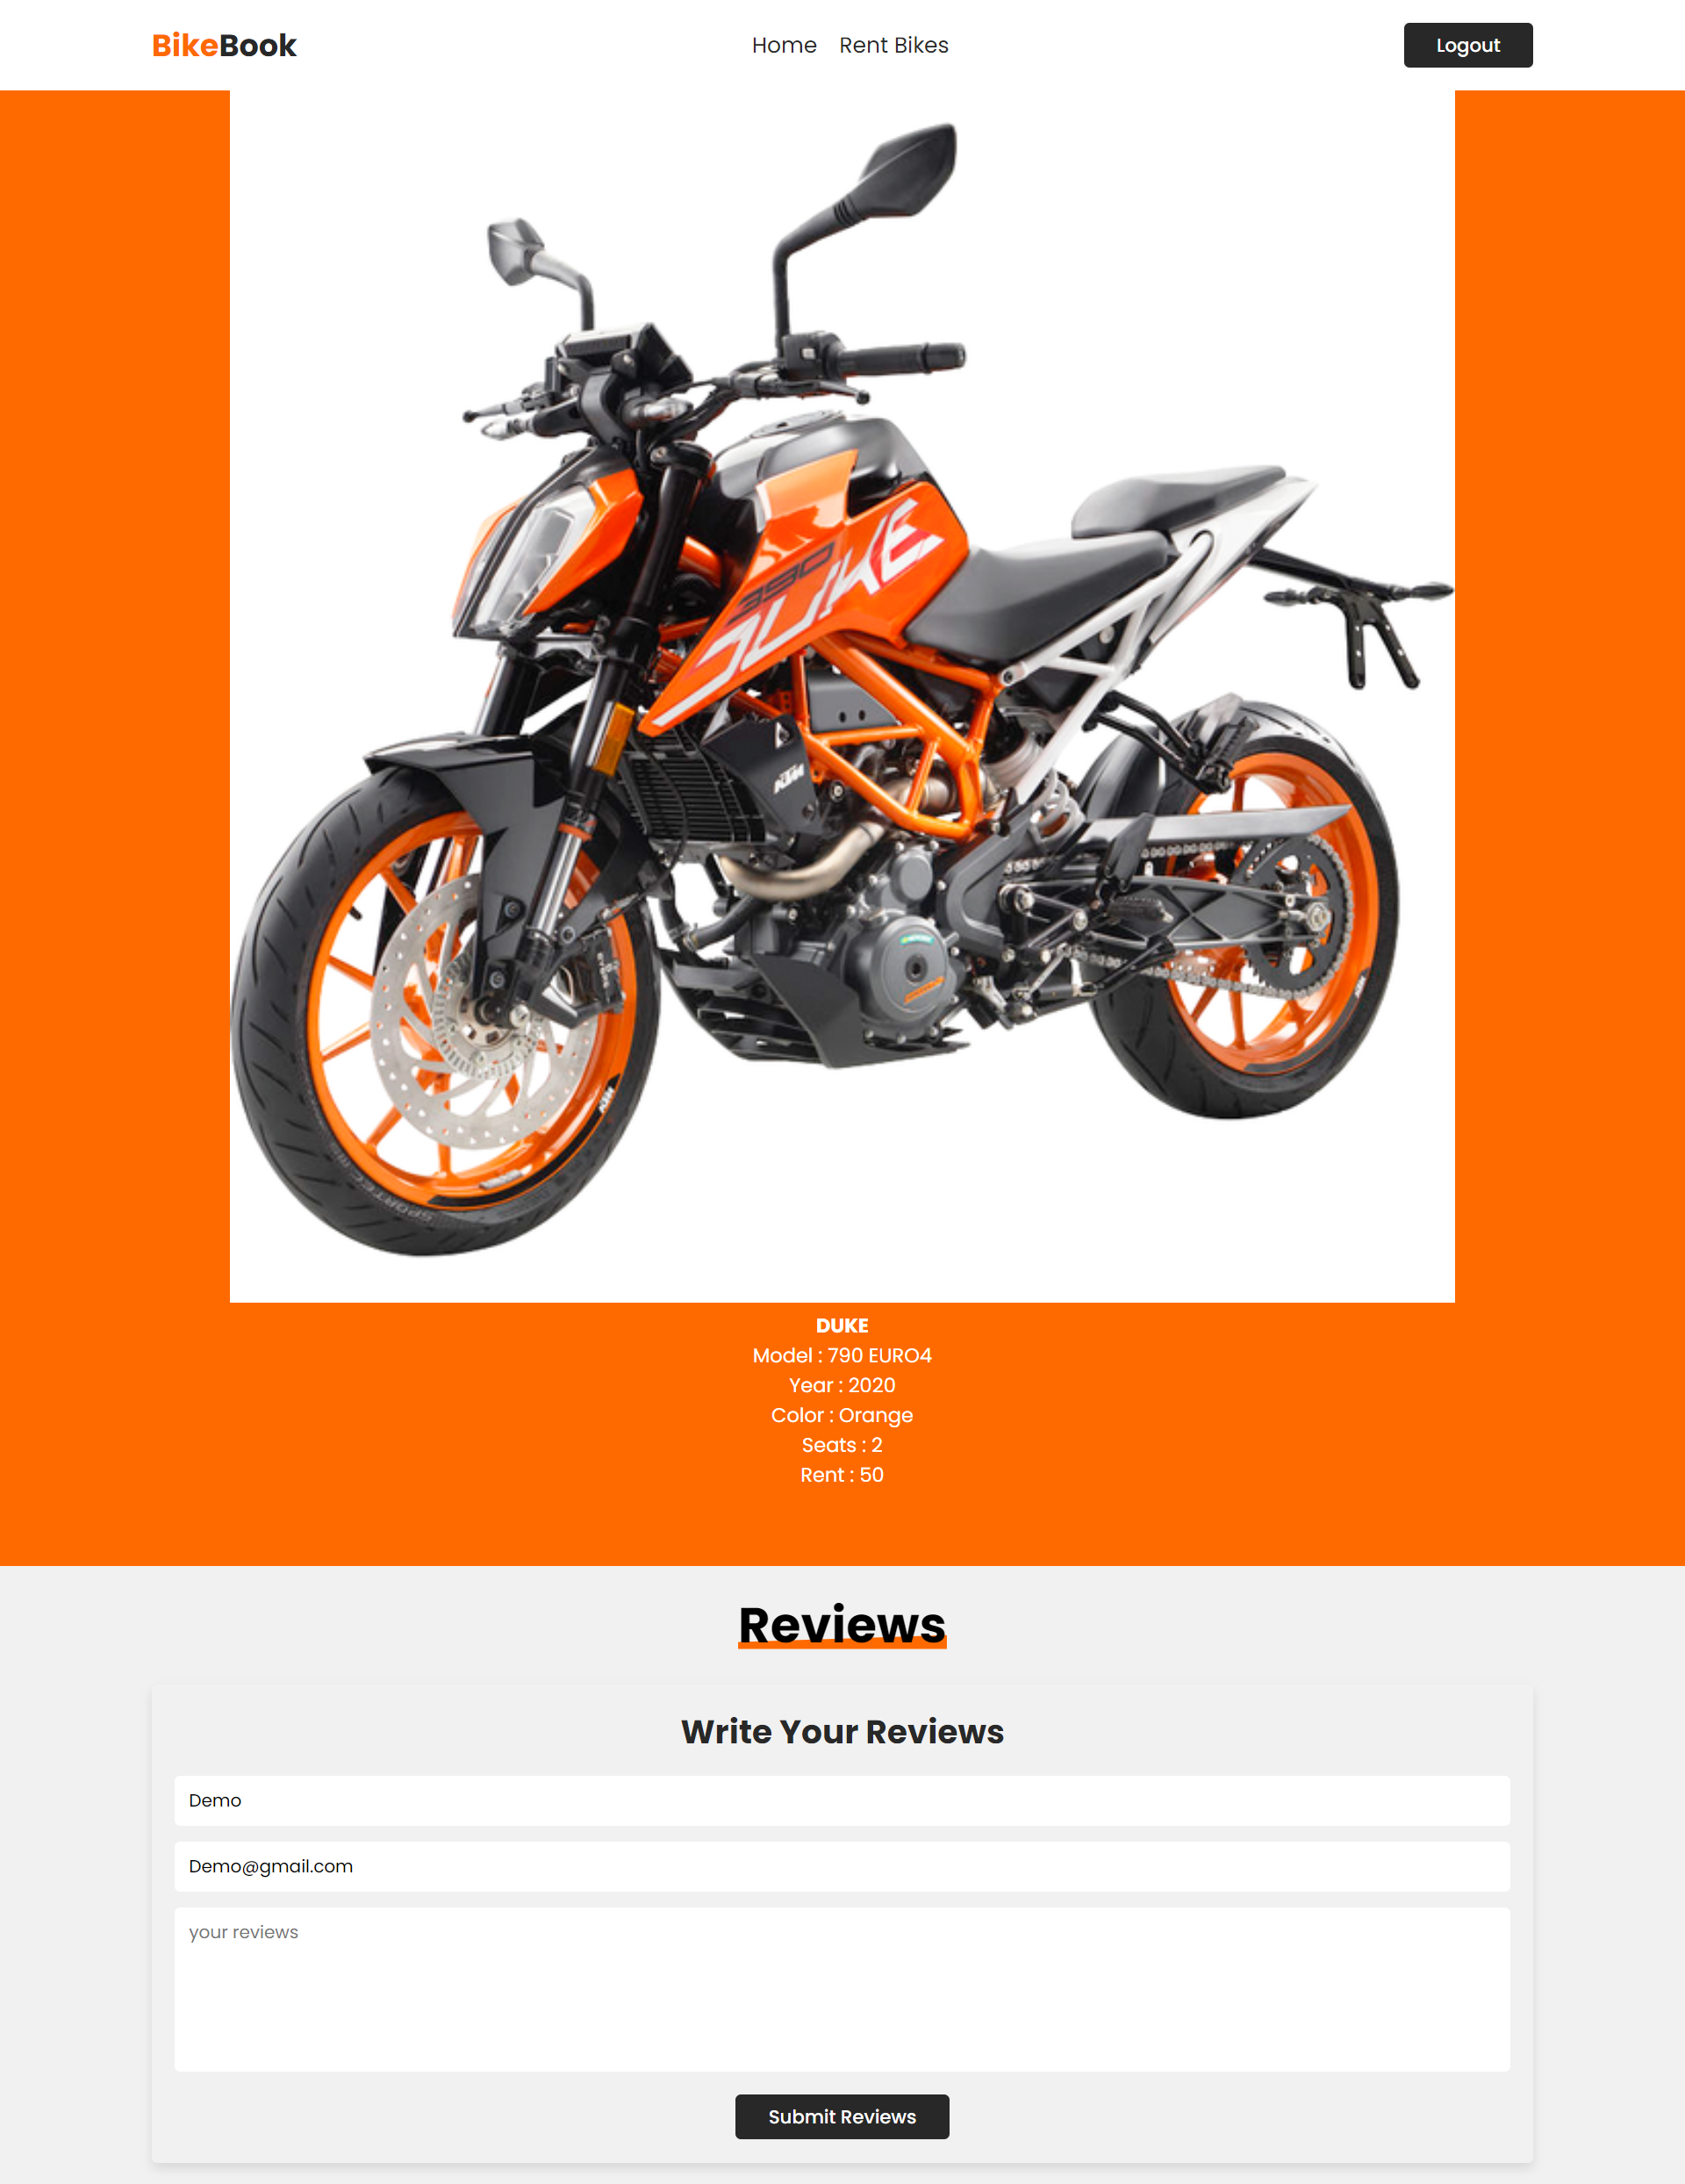 BikeBook
Home Rent Bikes
Logout
390
DUKE
KTM
DUKE
Model : 790 EURO4
Year : 2020
Color : Orange
Seats : 2
Rent : 50
Reviews
Write Your Reviews
Demo
Demo@gmail.com
your reviews
Submit Reviews